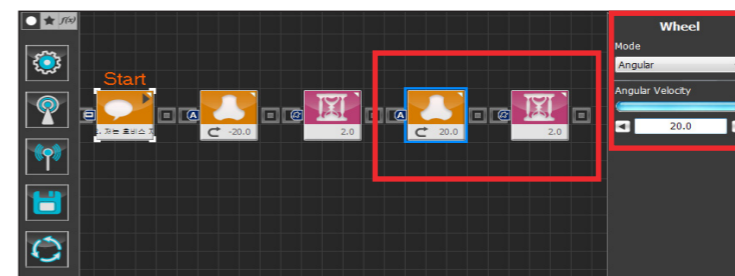 f(x)
Start
A
A
-20.0
2.0
20.0
2.0
Wheel
Mode
Angular
Angular Velocity
20.0